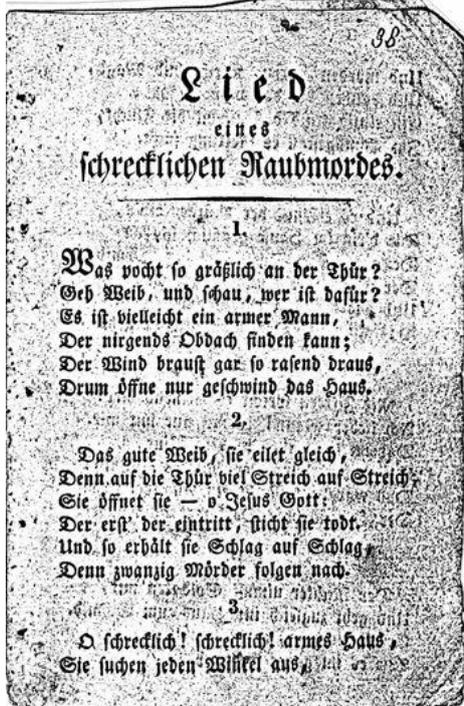 38
Lied
eines
schrecklichen Raubmordes.
1.
Was pocht so gräßlich an der Thür?
Geh Weib, und schau, wer ist dafür?
Es ist vielleicht ein armer Mann,
Der nirgends Obdach finden kann;
Der Wind braust gar so rasend draus,
Drum öffne nur geschwind das Haus.
2.
Das gute Weib, sie eilet gleich,
Denn auf die Thür viel Streich auf Streich,
Sie öffnet sie — o Jesus Gott:
Der erst' der eintritt, sticht sie todt.
Und so erhält sie Schlag auf Schlag,
Denn zwanzig Mörder folgen nach.
3.
O schrecklich! schrecklich! armes Haus,
Sie suchen jeden Winkel aus,